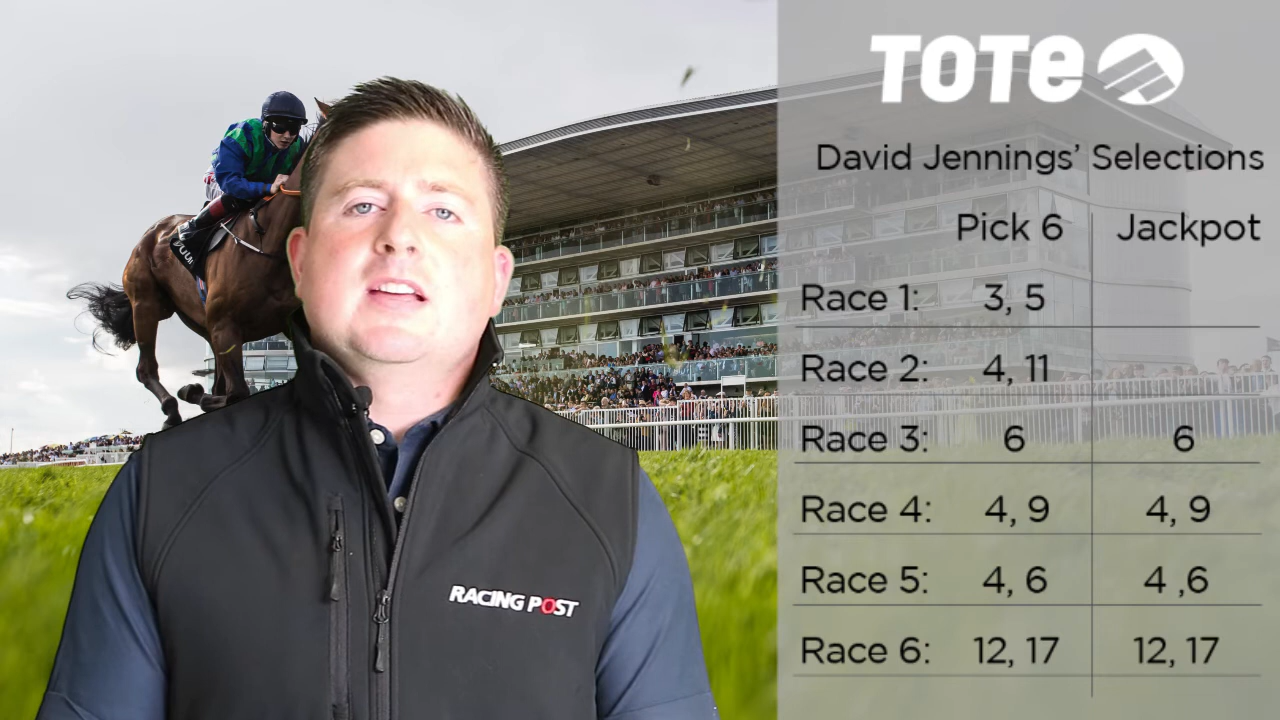 TOTE
David Jennings' Selections
Pick 6 Jackpot
Race 1: 3, 5
Race 2: 4, 11
Race 3: 6 6
Race 4: 4, 9 4, 9
Race 5: 4, 6 4 ,6
Race 6: 12, 17 12, 17
RACING POST